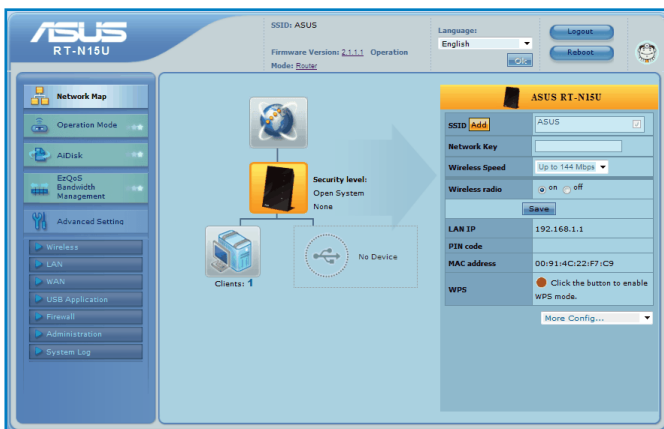 ASUS
RT-N15U
SSID: ASUS
Firmware Version: 2.1.1.1 Operation
Mode: Router
Language:
English
OK
Logout
Reboot
Network Map
Operation Mode
AiDisk
EzQoS
Bandwidth
Management
Advanced Setting
Wireless
LAN
WAN
USB Application
Firewall
Administration
System Log
Security level:
Open System
None
Clients: 1
No Device
ASUS RT-N15U
SSID Add ASUS
Network Key
Wireless Speed Up to 144 Mbps
Wireless radio on off
Save
LAN IP 192.168.1.1
PIN code
MAC address 00:91:4C:22:F7:C9
WPS Click the button to enable
WPS mode.
More Config...